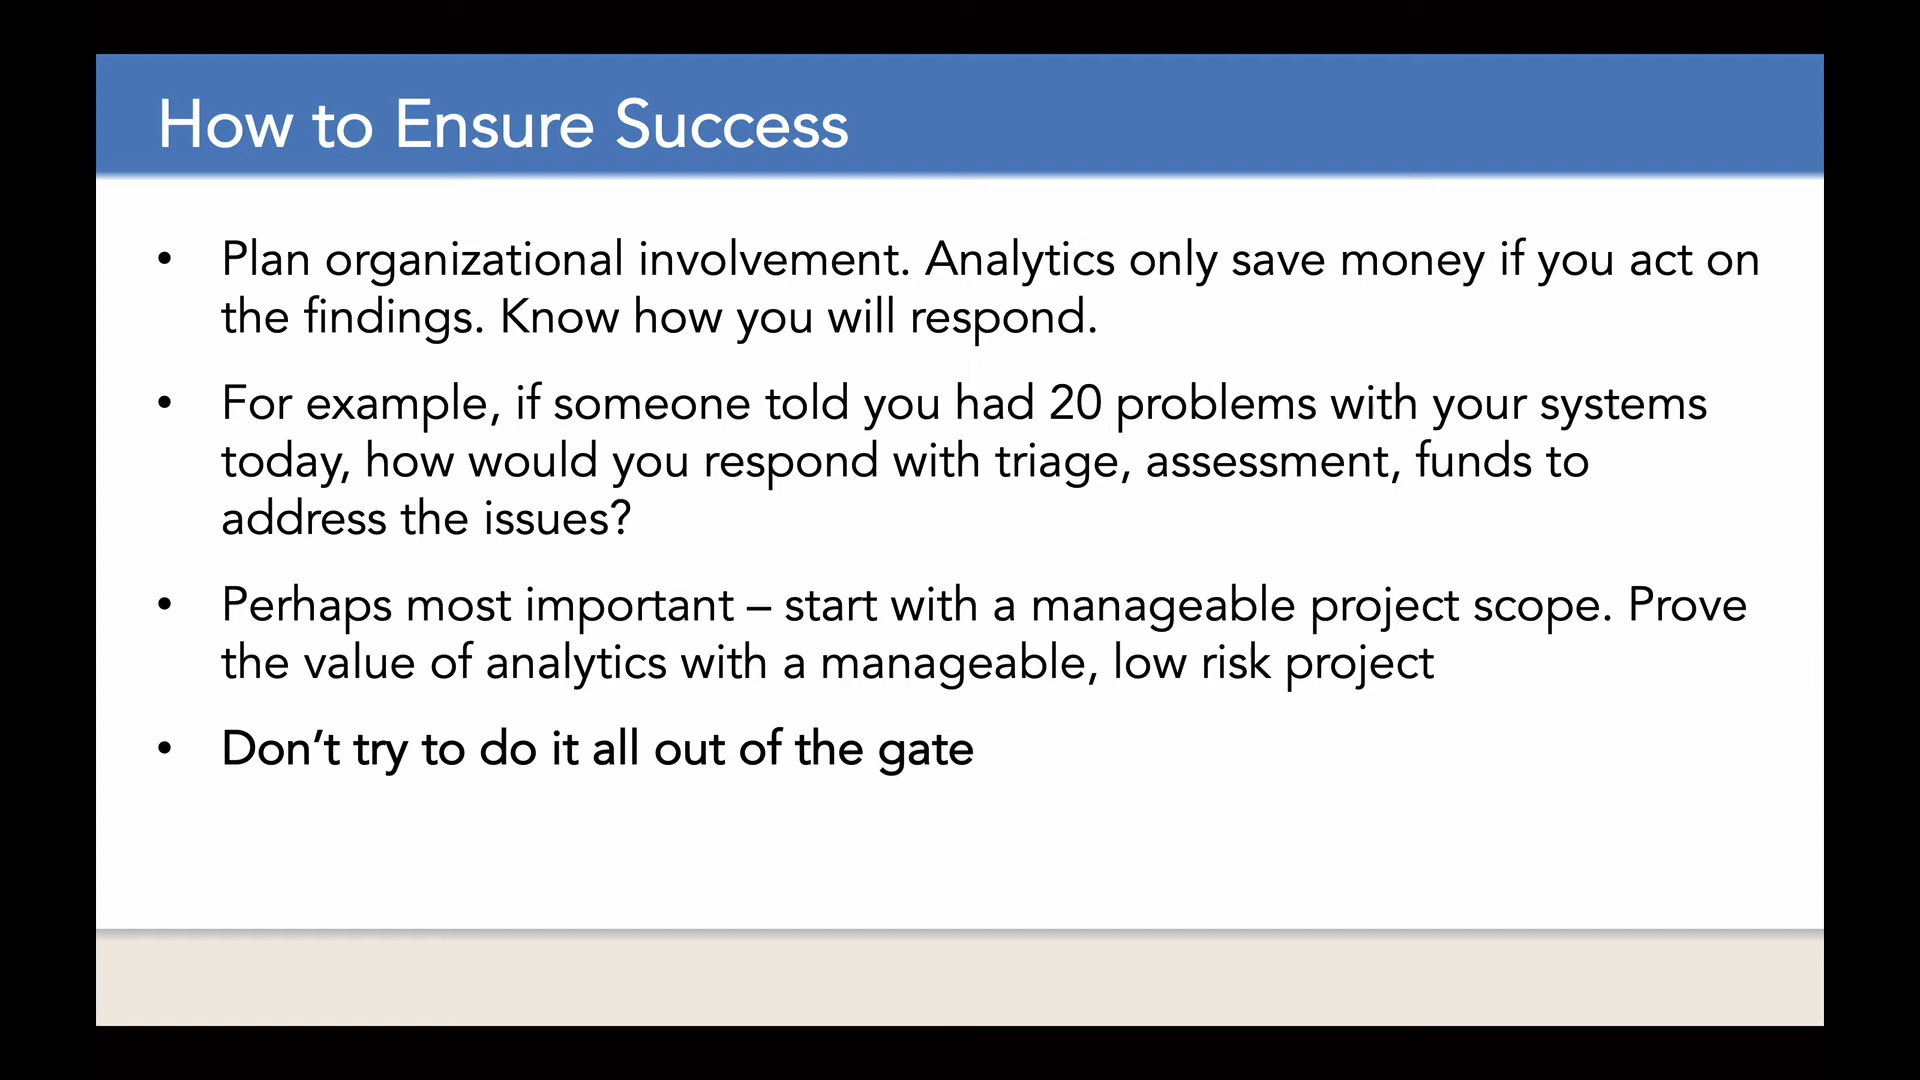 How to Ensure Success
• Plan organizational involvement. Analytics only save money if you act on
the findings. Know how you will respond.
• For example, if someone told you had 20 problems with your systems
today, how would you respond with triage, assessment, funds to
address the issues?
• Perhaps most important – start with a manageable project scope. Prove
the value of analytics with a manageable, low risk project
• Don’t try to do it all out of the gate